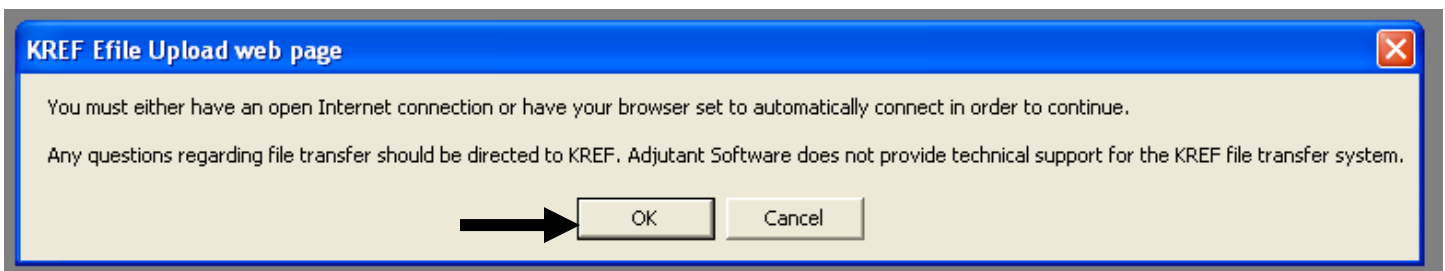 KREF Efile Upload web page
You must either have an open Internet connection or have your browser set to automatically connect in order to continue.
Any questions regarding file transfer should be directed to KREF. Adjutant Software does not provide technical support for the KREF file transfer system.
OK Cancel